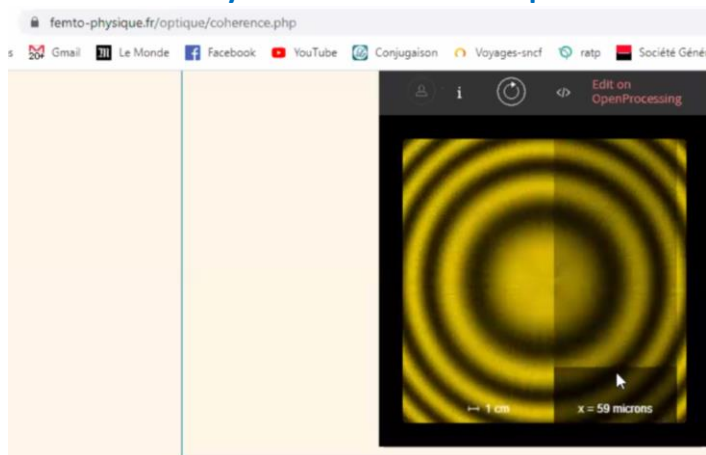 femto-physique.fr/optique/coherence.php
s Gmail Le Monde Facebook YouTube Conjugaison Voyages-sncf ratp Société Géné
20+
i </> Edit on
OpenProcessing
1 cm x = 59 microns